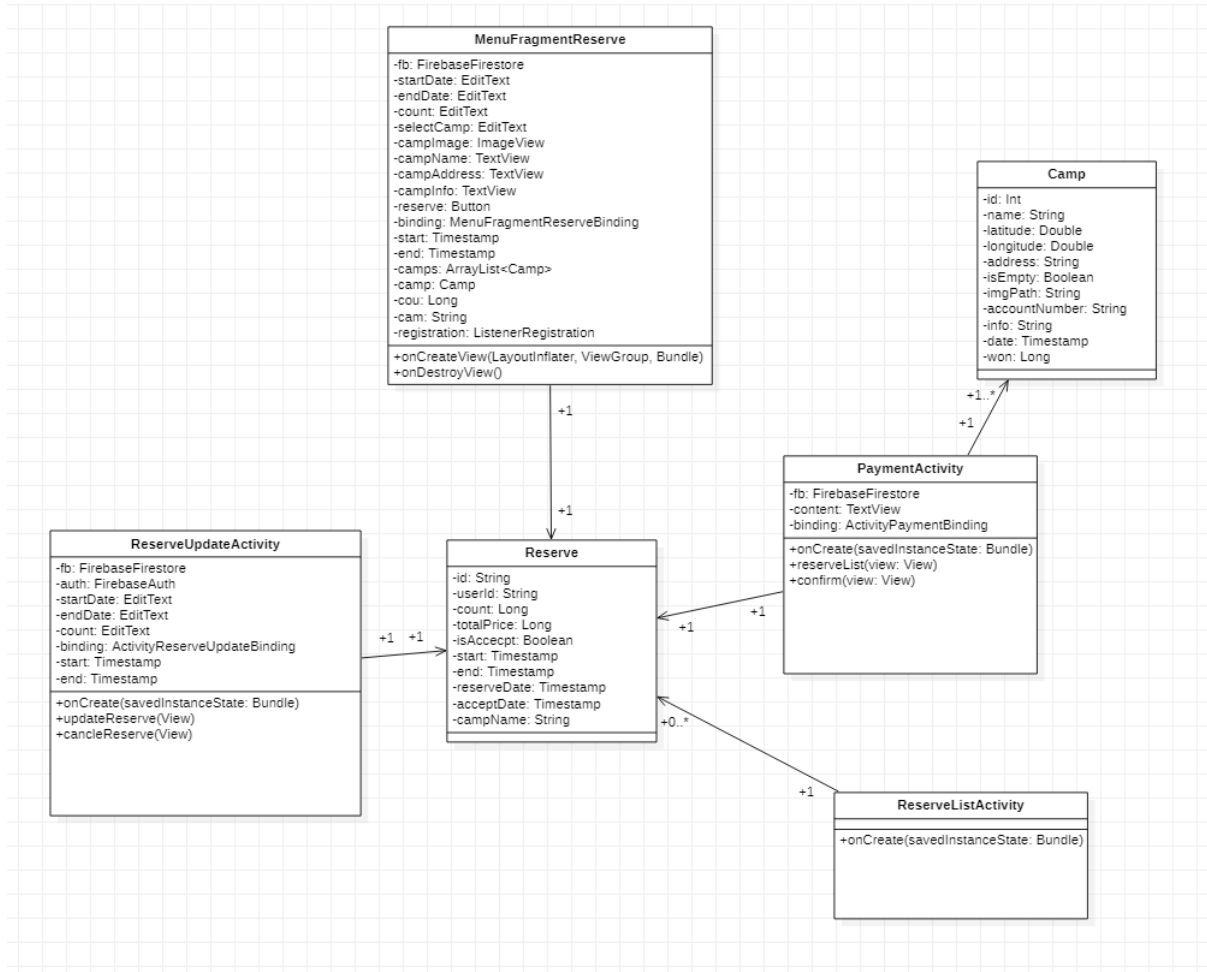 MenuFragmentReserve
-fb: FirebaseFirestore
-startDate: EditText
-endDate: EditText
-count: EditText
-selectCamp: EditText
-campImage: ImageView
-campName: TextView
-campAddress: TextView
-campInfo: TextView
-reserve: Button
-binding: MenuFragmentReserveBinding
-start: Timestamp
-end: Timestamp
-camps: ArrayList<Camp>
-camp: Camp
-cou: Long
-cam: String
-registration: ListenerRegistration
+onCreateView(LayoutInflater, ViewGroup, Bundle)
+onDestroyView()
+1
+1
Camp
-id: Int
-name: String
-latitude: Double
-longitude: Double
-address: String
-isEmpty: Boolean
-imgPath: String
-accountNumber: String
-info: String
-date: Timestamp
-won: Long
+1..*
+1
PaymentActivity
-fb: FirebaseFirestore
-content: TextView
-binding: ActivityPaymentBinding
+onCreate(savedInstanceState: Bundle)
+reserveList(view: View)
+confirm(view: View)
+1
+1
ReserveUpdateActivity
-fb: FirebaseFirestore
-auth: FirebaseAuth
-startDate: EditText
-endDate: EditText
-count: EditText
-binding: ActivityReserveUpdateBinding
-start: Timestamp
-end: Timestamp
+onCreate(savedInstanceState: Bundle)
+updateReserve(View)
+cancleReserve(View)
+1 +1
Reserve
-id: String
-userId: String
-count: Long
-totalPrice: Long
-isAccecpt: Boolean
-start: Timestamp
-end: Timestamp
-reserveDate: Timestamp
-acceptDate: Timestamp
-campName: String
+0..*
+1
ReserveListActivity
+onCreate(savedInstanceState: Bundle)